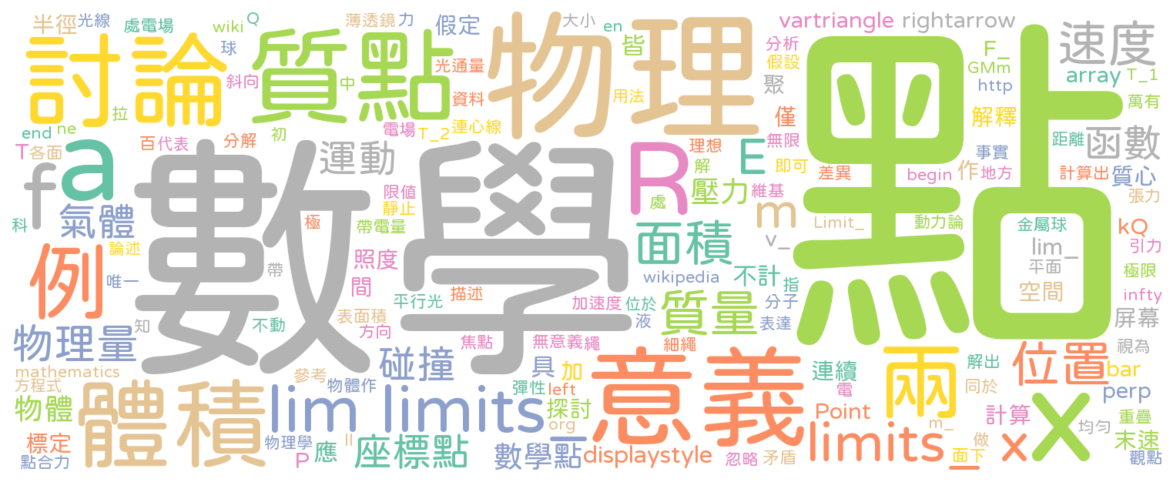 半徑
光線
處電場
wiki
Q
球
薄透鏡
力
假定
大小
en
皆
分析
假設
聚
vartriangle
rightarrow
F_
GMm
http
速度
array
T_1
萬有
討論
質點
物理
點
中
斜向
拉
光通量
資料
用法
連心線
僅
解釋
函數
距離
end
ne
T
各面
a
f
百
代表
分解
初
電場
T_2
運動
數學
R
理想
無限
E
解
即可
差異
事實
作
地方
計算出
質心
begin
壓力
維基
張力
科
氣體
論述
極
限值
靜止
帶電量
處
m
v_
Limit_
動力論
金屬球
kQ
引力
lim_
平面
極限
例
唯一
帶
照度
間
面積
wikipedia
不計
指
空間
infty
平行光
描述
加速度
位於
質量
分子
表達
屏幕
物理量
知
不動
表面積
方向
液
焦點
無意義
繩
細繩
視為
mathematics
方程式
參考
碰撞
具
加
意義
兩
連續
解出
位置
bar
物體
體積
物體作
lim
limits_
彈性
left
探討
org
電
同於
perp
標定
點合力
物理學
ll
P
應
座標點
數學點
displaystyle
Point
m_
limits_
忽略
矛盾
計算
x
X
均勻
重疊
末速
觀點
做
面下